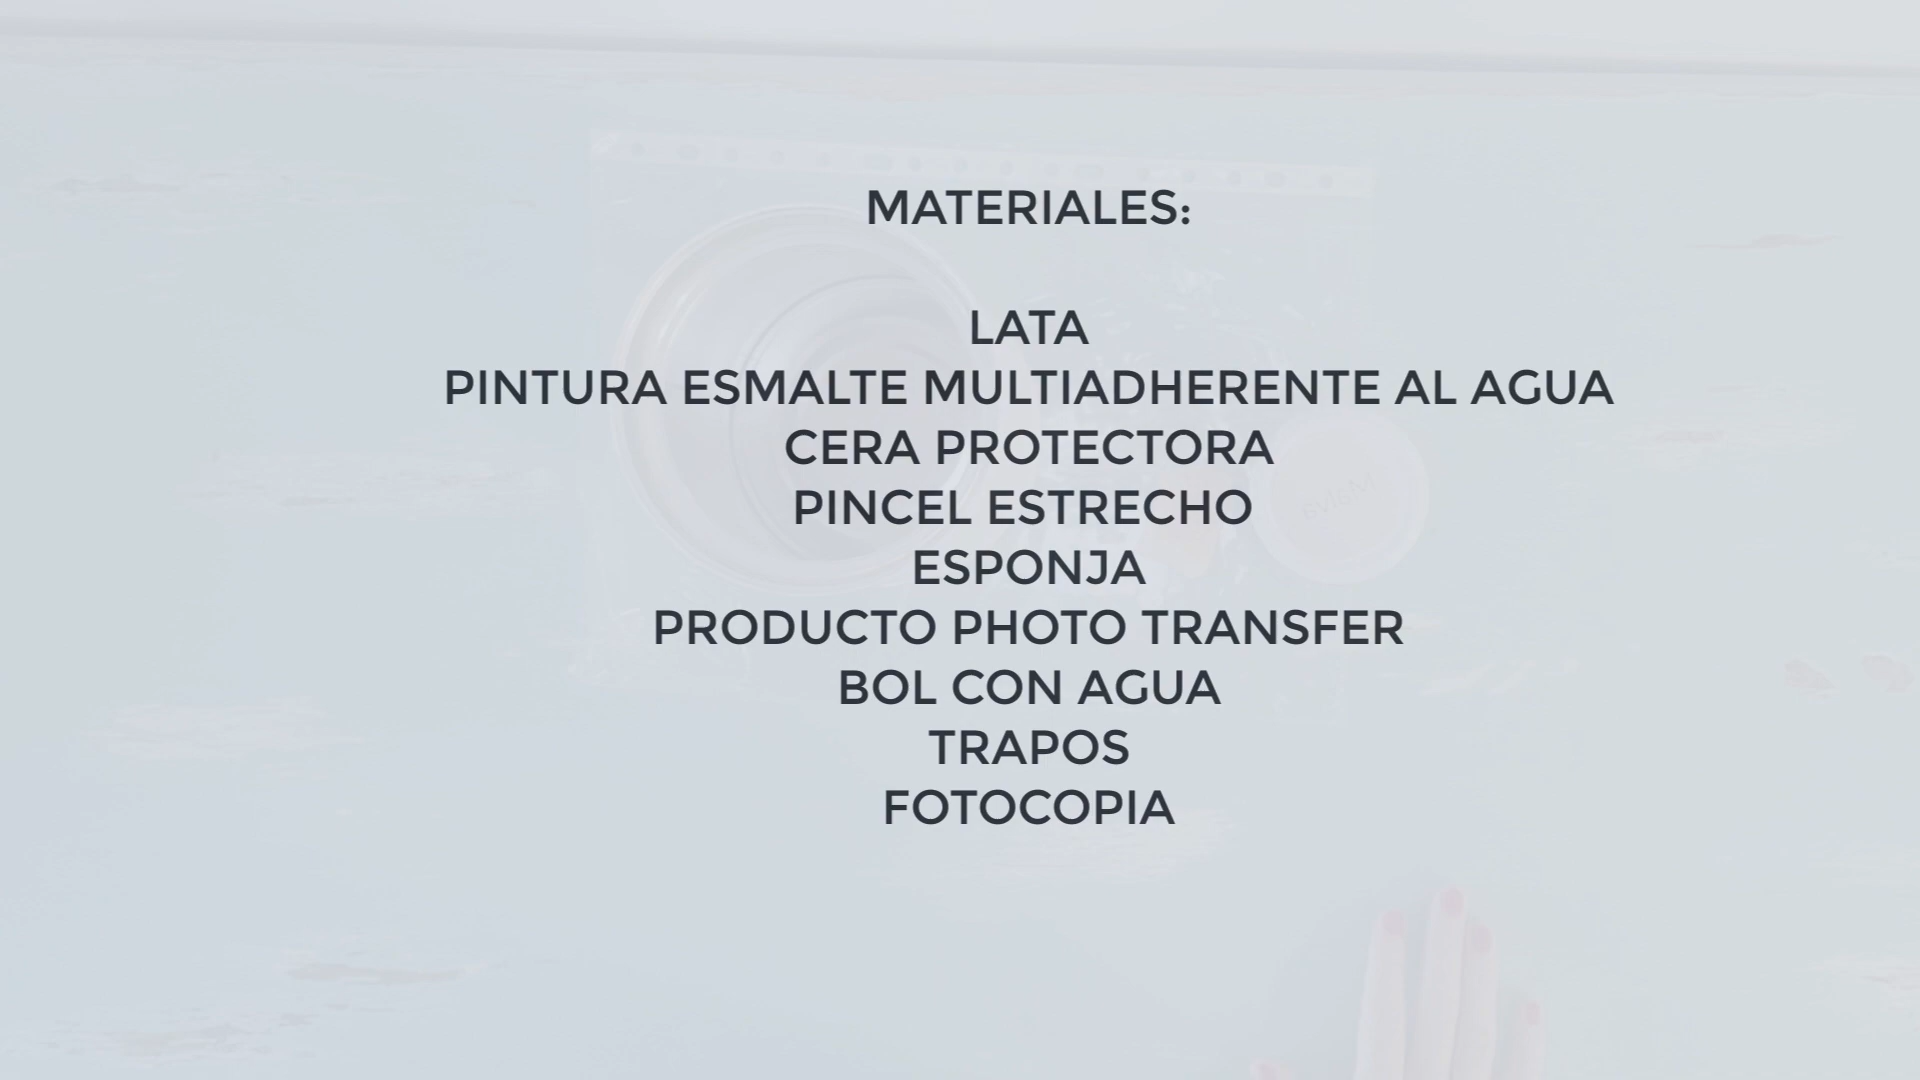 MATERIALES:
LATA
PINTURA ESMALTE MULTIADHERENTE AL AGUA
CERA PROTECTORA
PINCEL ESTRECHO
ESPONJA
PRODUCTO PHOTO TRANSFER
BOL CON AGUA
TRAPOS
FOTOCOPIA